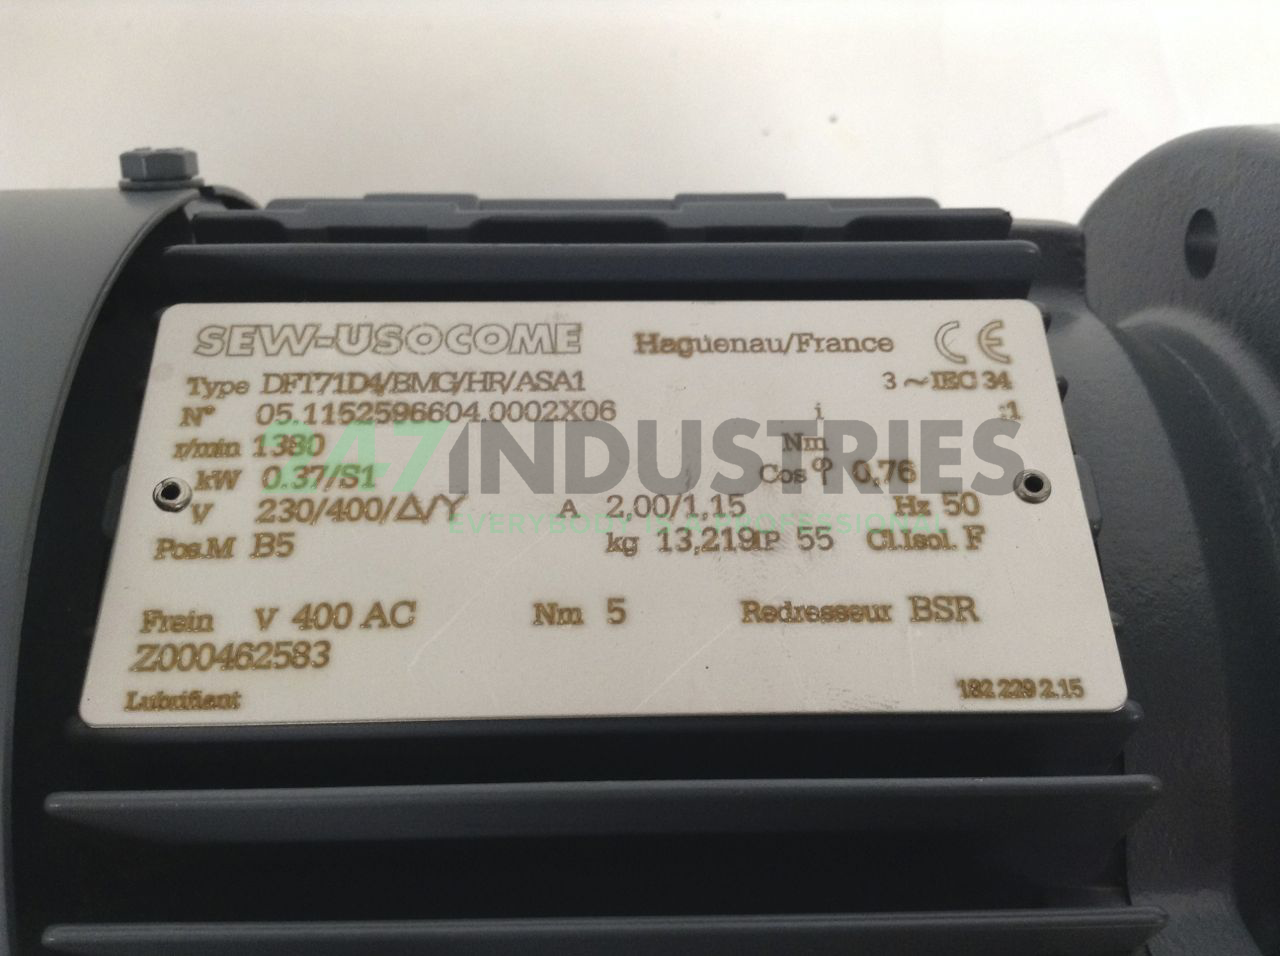 SEW-USOCOME Haguenau/France CE
Type DFT71D4/BMG/HR/ASA1 3 ~ IEC 34
N° 05.1152596604.0002X06 i :1
r/min 1380 Nm
kW 0.37/S1 Cos φ 0,76
V 230/400/Δ/Y A 2,00/1,15 Hz 50
Pos.M B5 kg 13,219 IP 55 Cl.Isol. F
Frein V 400 AC Nm 5 Redresseur BSR
Z000462583
Lubrifiant 182 229 2.15
247INDUSTRIES
EVERYBODY IS A PROFESSIONAL